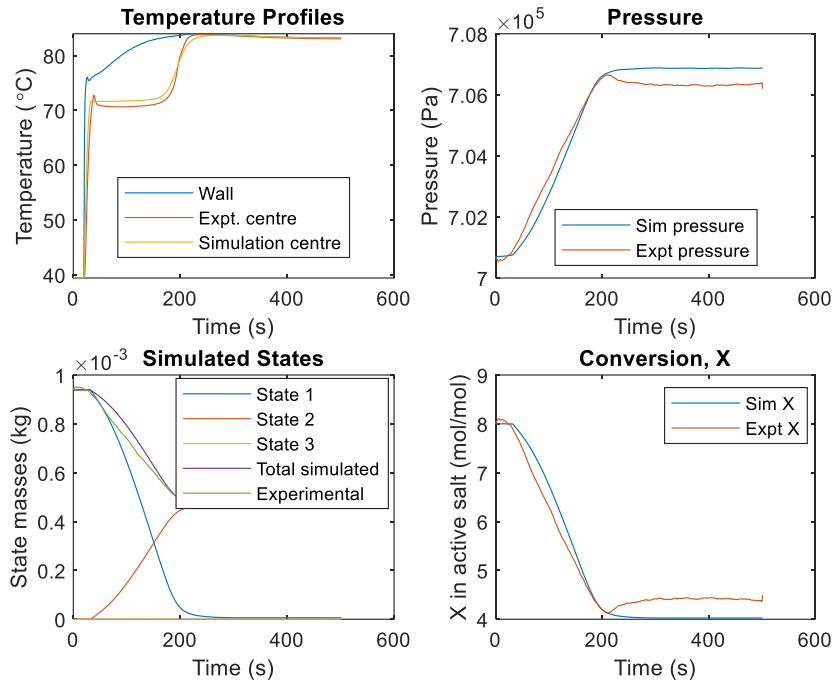 Temperature Profiles
Temperature (°C)
80
70
60
50
40
0
200
400
600
Time (s)
Wall
Expt. centre
Simulation centre
Pressure
×10^5
Pressure (Pa)
7.08
7.06
7.04
7.02
7
0
200
400
600
Time (s)
Sim pressure
Expt pressure
Simulated States
×10^-3
State masses (kg)
1
0.8
0.6
0.4
0.2
0
0
200
400
600
Time (s)
State 1
State 2
State 3
Total simulated
Experimental
Conversion, X
X in active salt (mol/mol)
9
8
7
6
5
4
0
200
400
600
Time (s)
Sim X
Expt X